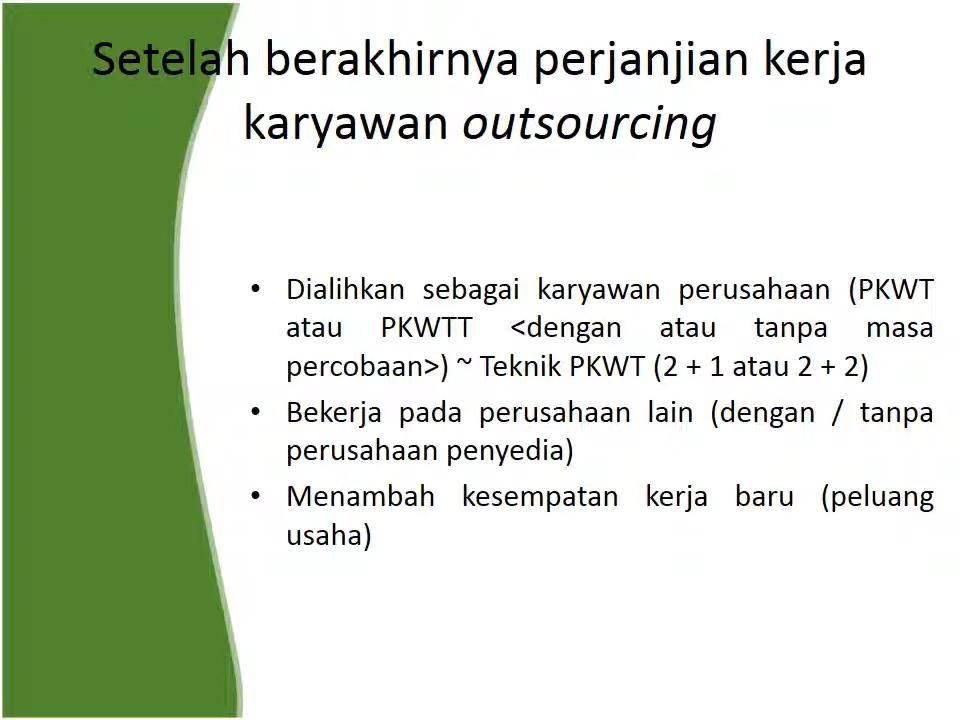 Setelah berakhirnya perjanjian kerja
karyawan outsourcing
• Dialihkan sebagai karyawan perusahaan (PKWT
atau PKWTT <dengan atau tanpa masa
percobaan>) ~ Teknik PKWT (2 + 1 atau 2 + 2)
• Bekerja pada perusahaan lain (dengan / tanpa
perusahaan penyedia)
• Menambah kesempatan kerja baru (peluang
usaha)